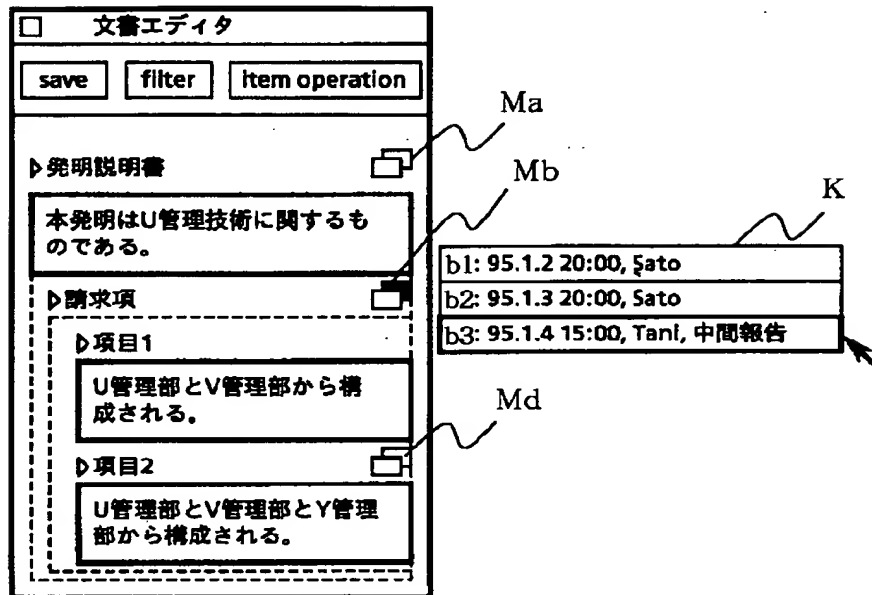 文書エディタ
save filter item operation
Ma
▷発明説明書
Mb
本発明はU管理技術に関するも
のである。
K
b1: 95.1.2 20:00, Sato
b2: 95.1.3 20:00, Sato
b3: 95.1.4 15:00, Tani, 中間報告
▷請求項
▷項目1
U管理部とV管理部から構
成される。
Md
▷項目2
U管理部とV管理部とY管理
部から構成される。